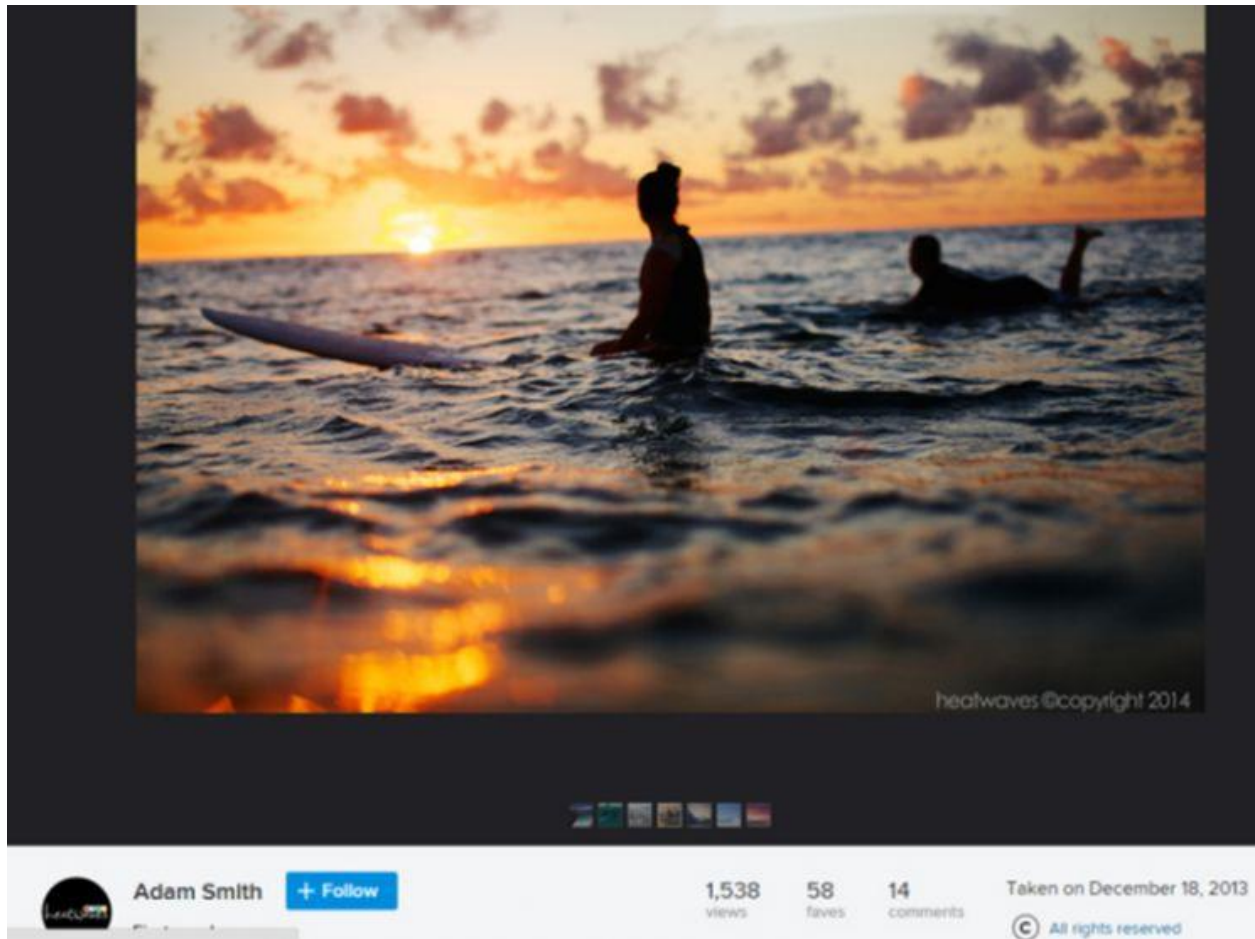 heatwaves ©copyright 2014
heatwaves
Adam Smith
+ Follow
1,538
views
58
faves
14
comments
Taken on December 18, 2013
© All rights reserved